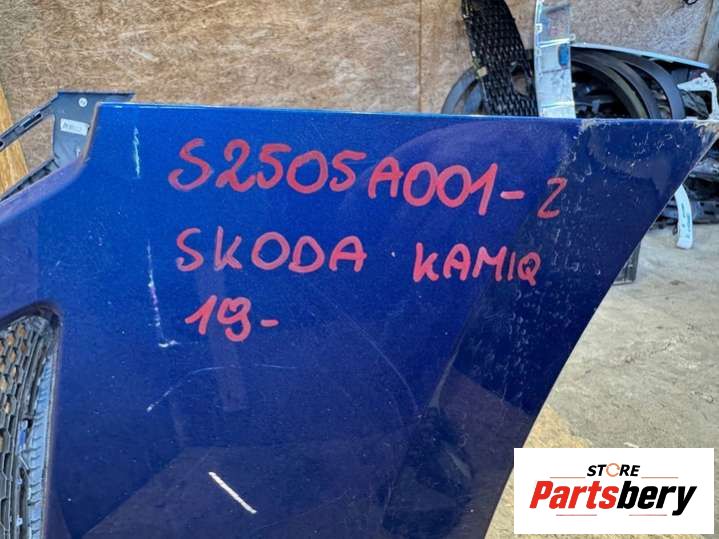 S2505A001-2
SKODA KAMIQ
19-
STORE
Partsbery